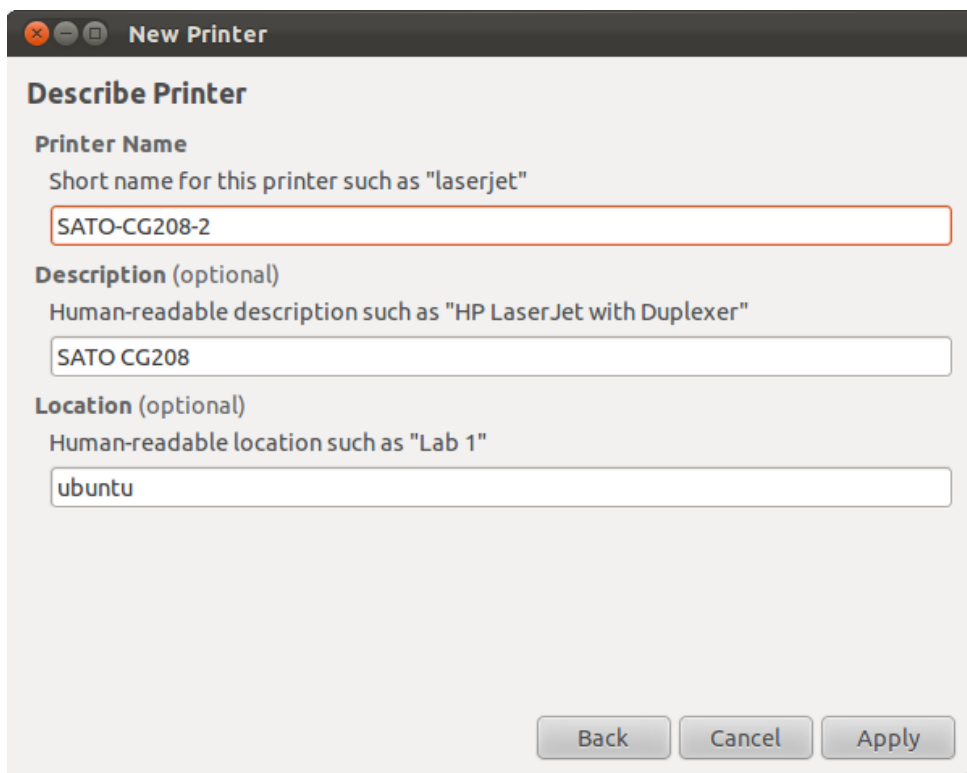 New Printer
Describe Printer
Printer Name
Short name for this printer such as "laserjet"
SATO-CG208-2
Description (optional)
Human-readable description such as "HP LaserJet with Duplexer"
SATO CG208
Location (optional)
Human-readable location such as "Lab 1"
ubuntu
Back Cancel Apply